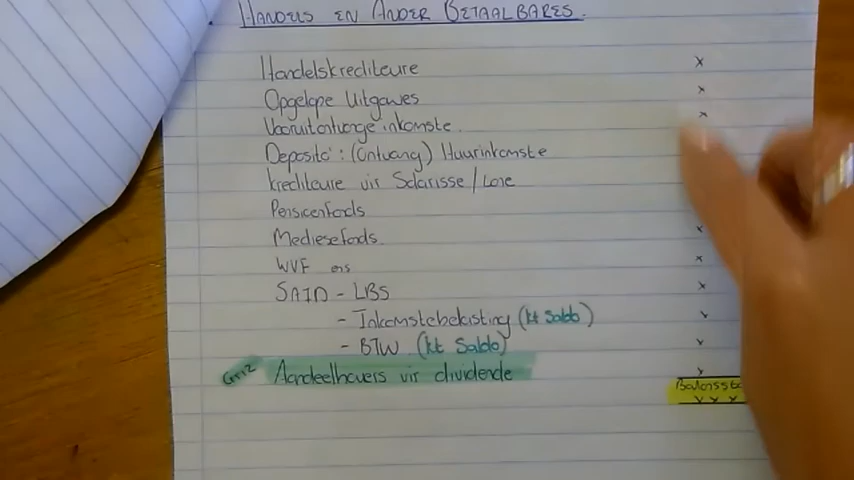 HANDELS EN ANDER BETAALBARES.
Handelskrediteure x
Opgelope Uitgawes x
Vooruitontvange inkomste. x
Deposito: (Ontvang) Huurinkomste
Krediteure vir Salarisse / Lone
Pensioenfonds
Mediesefonds x
WVF ens x
SAID - LBS x
- Inkomstebelasting (kt Saldo) x
- BTW (kt Saldo) x
Gr12 Aandeelhouers vir dividende x
x x x